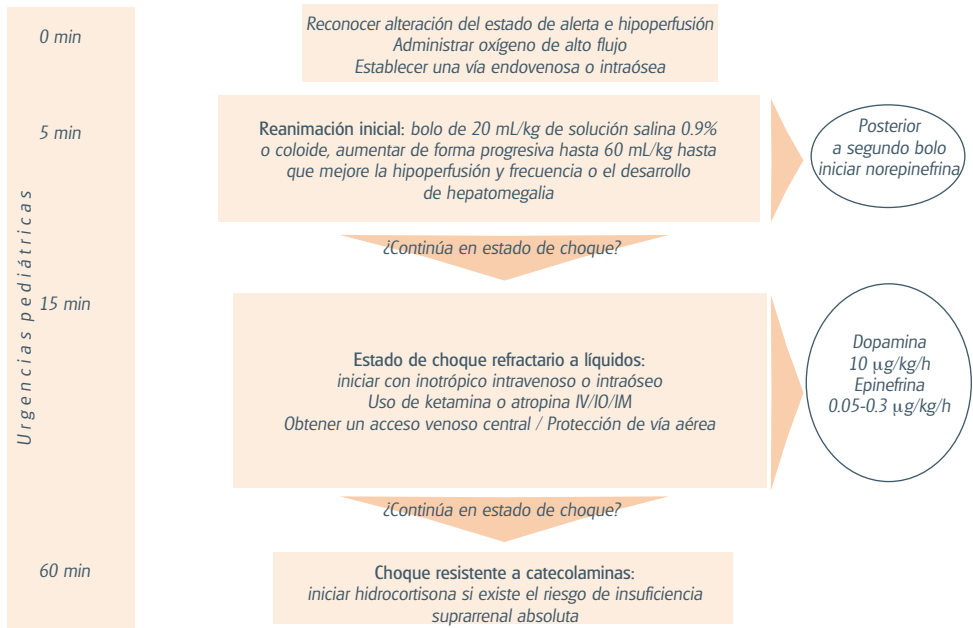 Urgencias pediátricas
0 min
Reconocer alteración del estado de alerta e hipoperfusión
Administrar oxígeno de alto flujo
Establecer una vía endovenosa o intraósea
5 min
Reanimación inicial: bolo de 20 mL/kg de solución salina 0.9%
o coloide, aumentar de forma progresiva hasta 60 mL/kg hasta
que mejore la hipoperfusión y frecuencia o el desarrollo
de hepatomegalia
Posterior
a segundo bolo
iniciar norepinefrina
¿Continúa en estado de choque?
15 min
Estado de choque refractario a líquidos:
iniciar con inotrópico intravenoso o intraóseo
Uso de ketamina o atropina IV/IO/IM
Obtener un acceso venoso central / Protección de vía aérea
Dopamina
10 µg/kg/h
Epinefrina
0.05-0.3 µg/kg/h
¿Continúa en estado de choque?
60 min
Choque resistente a catecolaminas:
iniciar hidrocortisona si existe el riesgo de insuficiencia
suprarrenal absoluta